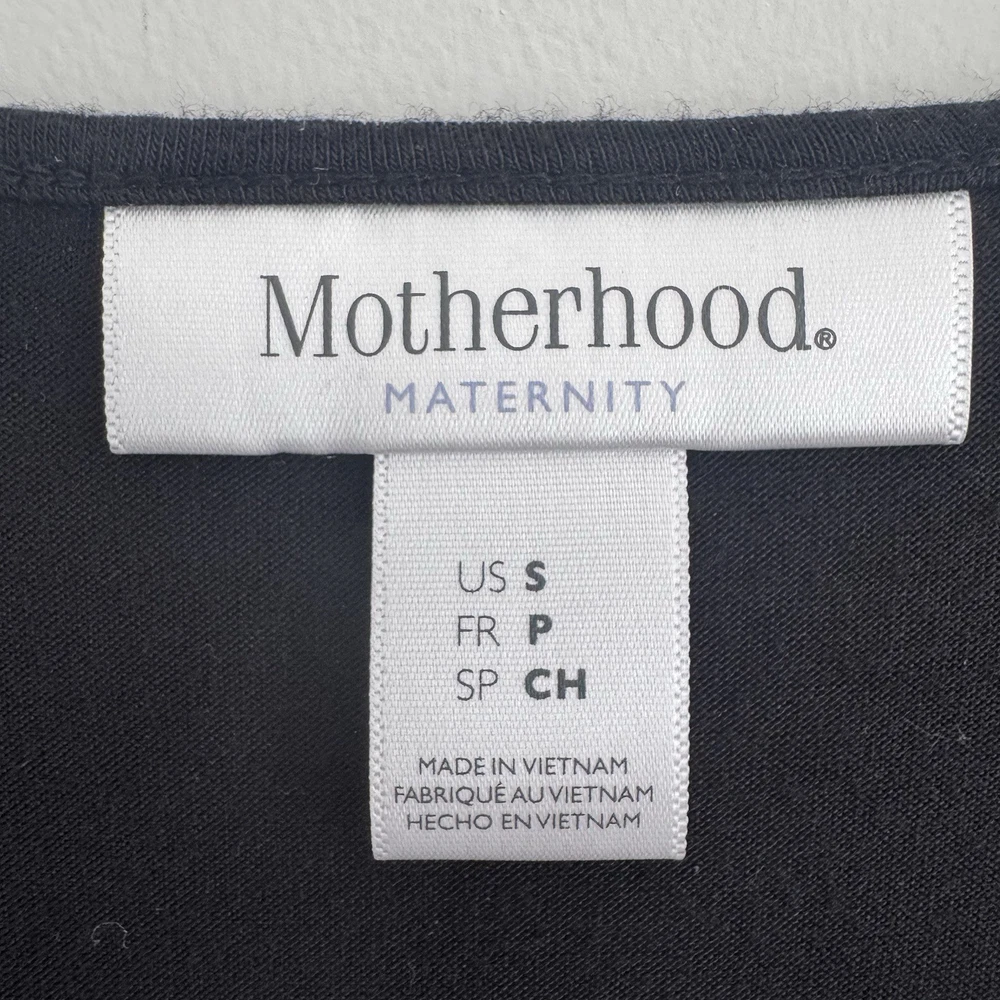 Motherhood®
MATERNITY
US S
FR P
SP CH
MADE IN VIETNAM
FABRIQUÉ AU VIETNAM
HECHO EN VIETNAM